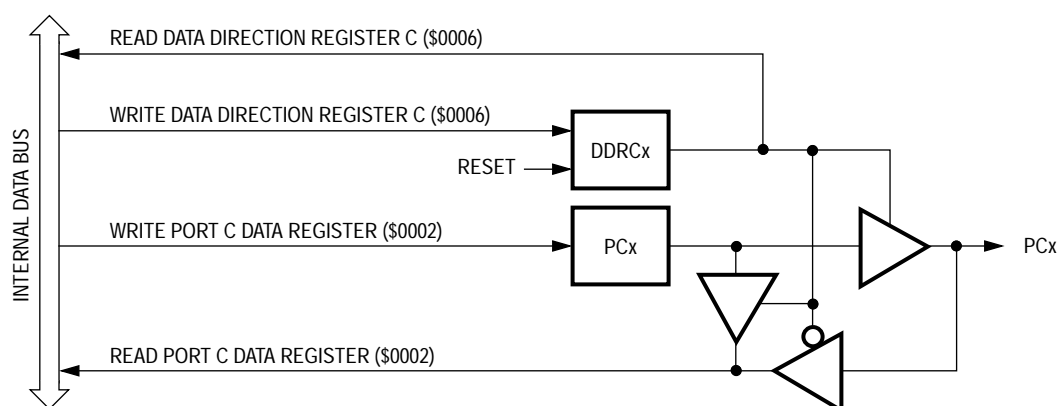 READ DATA DIRECTION REGISTER C ($0006)
WRITE DATA DIRECTION REGISTER C ($0006)
DDRCx
RESET
INTERNAL DATA BUS
WRITE PORT C DATA REGISTER ($0002)
PCx
PCx
READ PORT C DATA REGISTER ($0002)